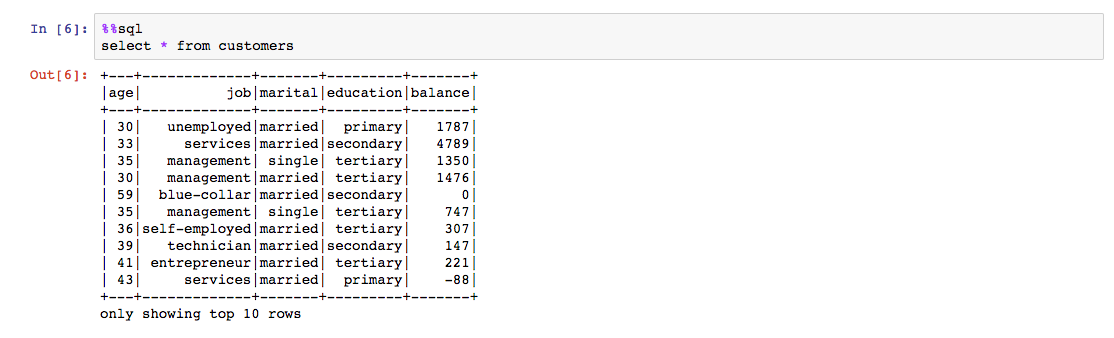 In [6]: %%sql
select * from customers
Out[6]: +---+-------------+-------+---------+-------+
|age|          job|marital|education|balance|
+---+-------------+-------+---------+-------+
| 30|   unemployed|married|  primary|   1787|
| 33|     services|married|secondary|   4789|
| 35|   management| single| tertiary|   1350|
| 30|   management|married| tertiary|   1476|
| 59|  blue-collar|married|secondary|      0|
| 35|   management| single| tertiary|    747|
| 36|self-employed|married| tertiary|    307|
| 39|   technician|married|secondary|    147|
| 41| entrepreneur|married| tertiary|    221|
| 43|     services|married|  primary|    -88|
+---+-------------+-------+---------+-------+
only showing top 10 rows